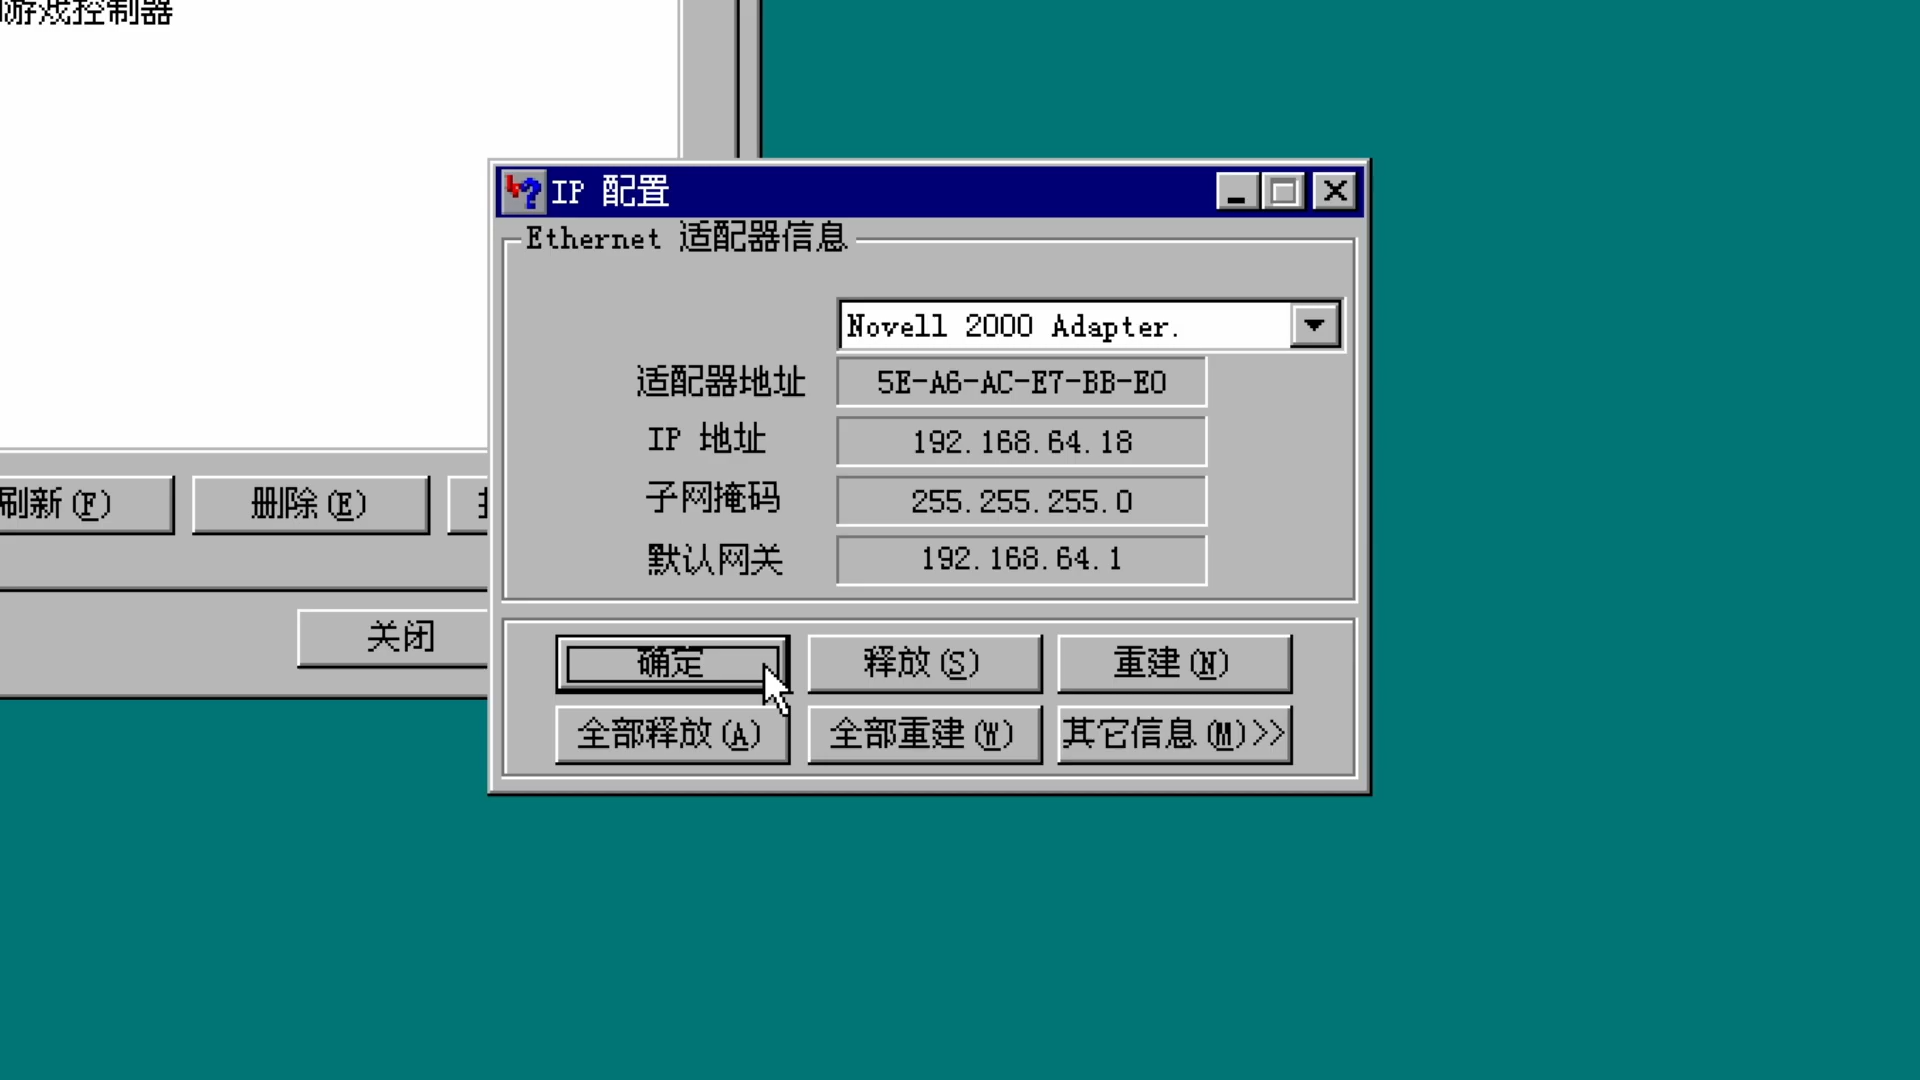 游戏控制器
IP 配置
Ethernet 适配器信息
Novell 2000 Adapter.
适配器地址 5E-A6-AC-E7-BB-E0
IP 地址 192.168.64.18
子网掩码 255.255.255.0
默认网关 192.168.64.1
刷新(F) 删除(E)
关闭
确定 释放(S) 重建(N)
全部释放(A) 全部重建(W) 其它信息(M)>>